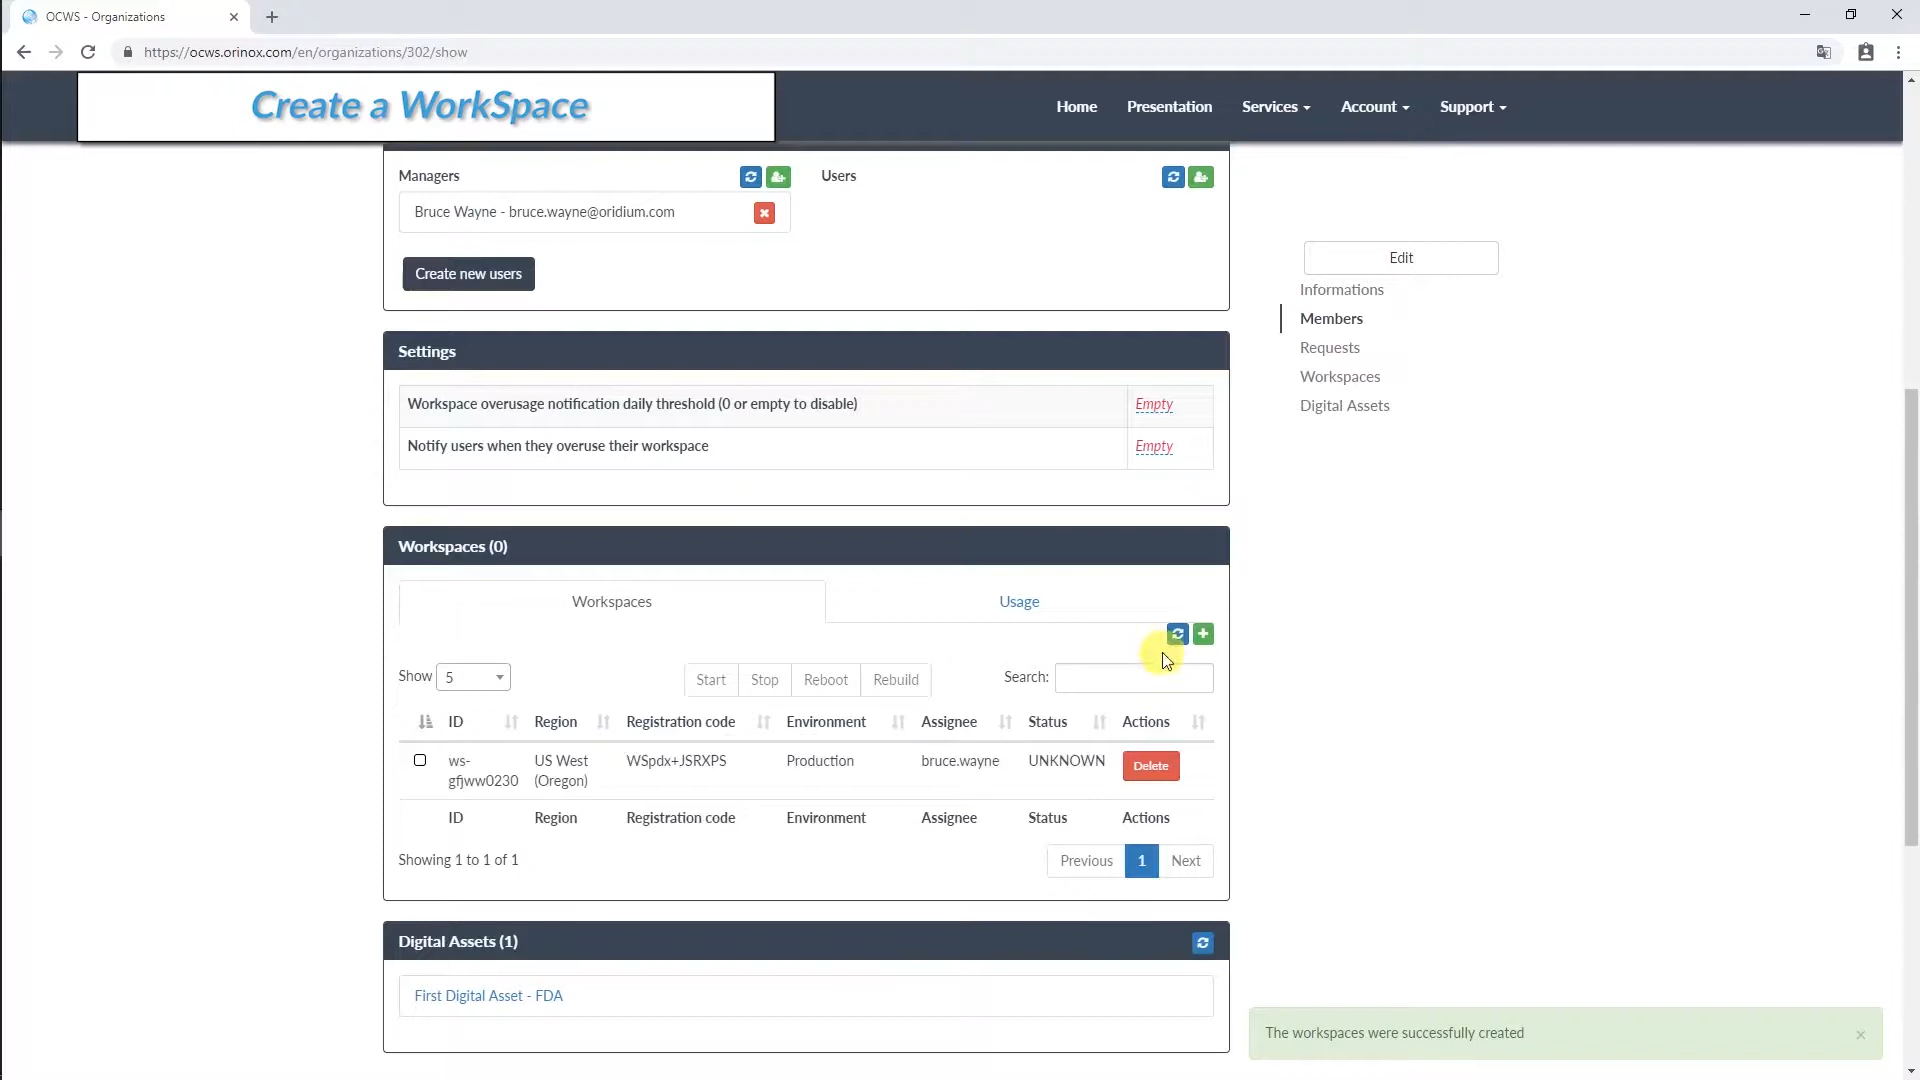 OCWS - Organizations
https://ocws.orinox.com/en/organizations/302/show
Create a WorkSpace
Home Presentation Services Account Support
Managers Users
Bruce Wayne - bruce.wayne@oridium.com
Create new users
Edit
Informations
Members
Requests
Workspaces
Digital Assets
Settings
Workspace overusage notification daily threshold (0 or empty to disable) Empty
Notify users when they overuse their workspace Empty
Workspaces (0)
Workspaces Usage
Show 5 Start Stop Reboot Rebuild Search:
ID Region Registration code Environment Assignee Status Actions
ws- US West WSpdx+JSRXPS Production bruce.wayne UNKNOWN Delete
gfjww0230 (Oregon)
ID Region Registration code Environment Assignee Status Actions
Showing 1 to 1 of 1 Previous 1 Next
Digital Assets (1)
First Digital Asset - FDA
The workspaces were successfully created